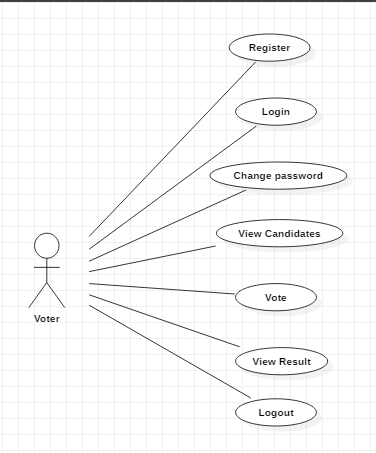 Register
Login
Change password
View Candidates
Vote
View Result
Logout
Voter